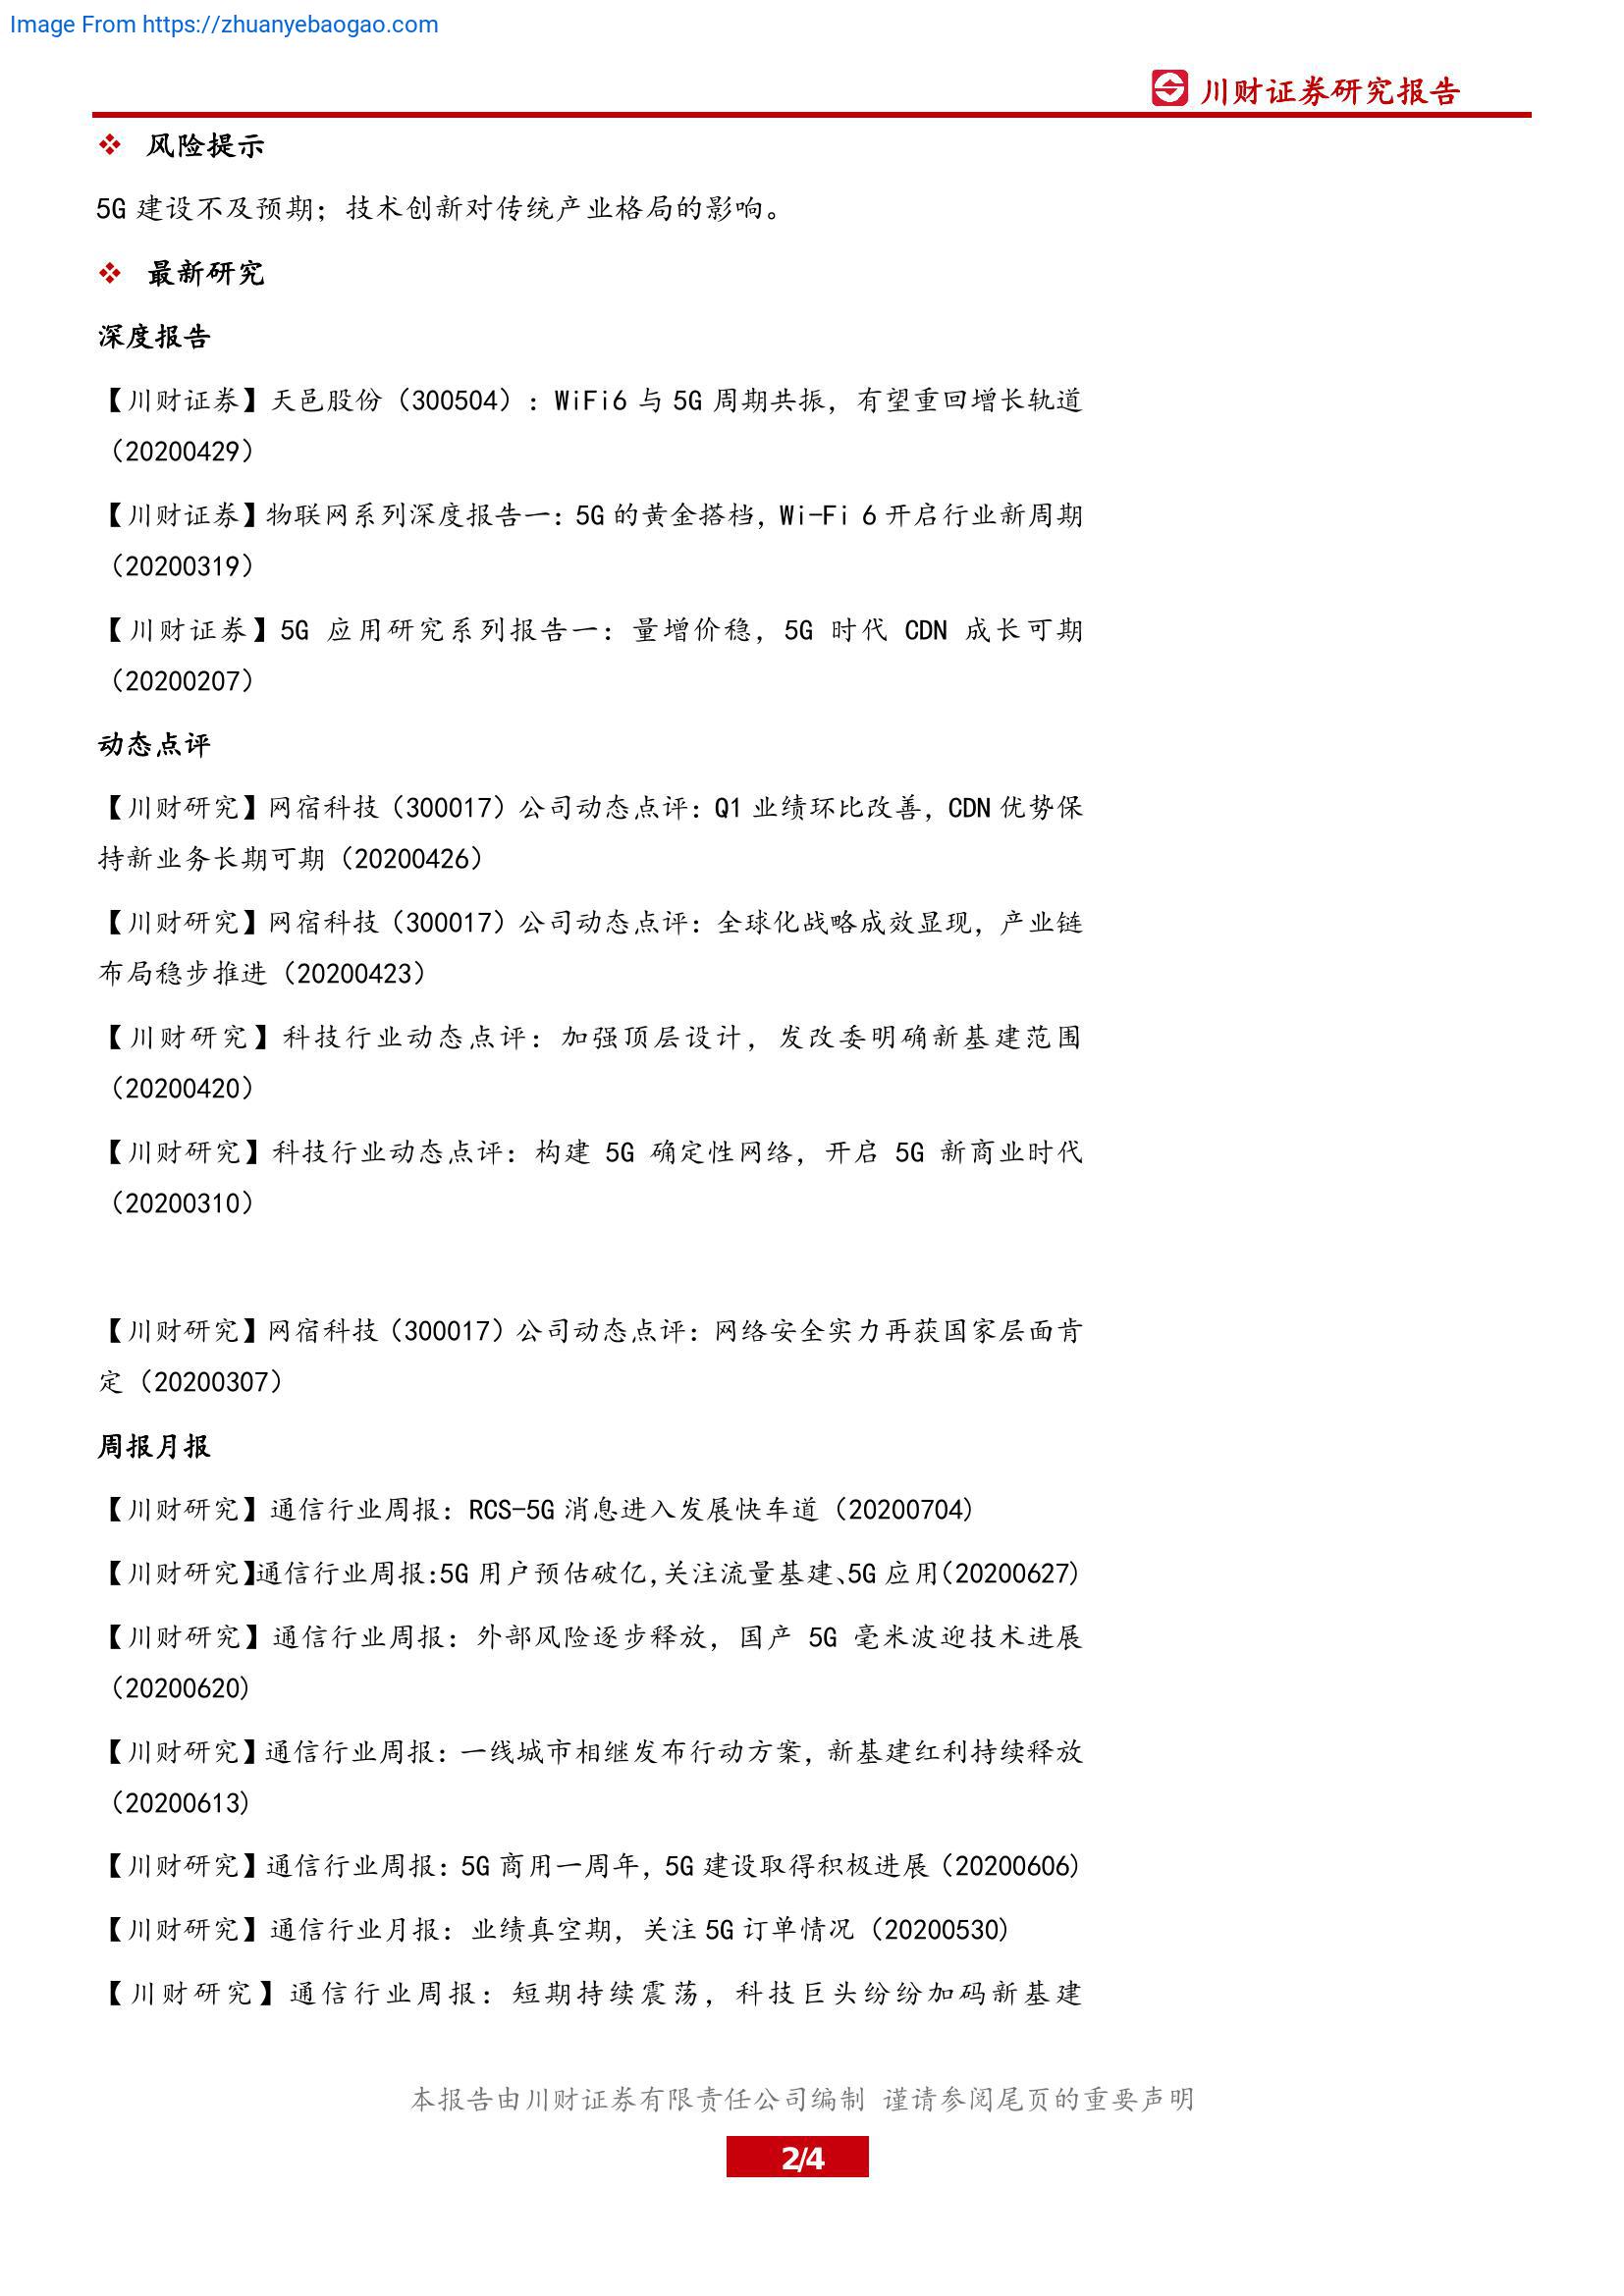 Image From https://zhuanyebaogao.com
川财证券研究报告
❖ 风险提示
5G 建设不及预期；技术创新对传统产业格局的影响。
❖ 最新研究
深度报告
【川财证券】天邑股份（300504）：WiFi6 与 5G 周期共振，有望重回增长轨道
（20200429）
【川财证券】物联网系列深度报告一：5G 的黄金搭档，Wi-Fi 6 开启行业新周期
（20200319）
【川财证券】5G 应用研究系列报告一：量增价稳，5G 时代 CDN 成长可期
（20200207）
动态点评
【川财研究】网宿科技（300017）公司动态点评：Q1 业绩环比改善，CDN 优势保
持新业务长期可期（20200426）
【川财研究】网宿科技（300017）公司动态点评：全球化战略成效显现，产业链
布局稳步推进（20200423）
【川财研究】科技行业动态点评：加强顶层设计，发改委明确新基建范围
（20200420）
【川财研究】科技行业动态点评：构建 5G 确定性网络，开启 5G 新商业时代
（20200310）
【川财研究】网宿科技（300017）公司动态点评：网络安全实力再获国家层面肯
定（20200307）
周报月报
【川财研究】通信行业周报：RCS-5G 消息进入发展快车道（20200704)
【川财研究】通信行业周报：5G 用户预估破亿，关注流量基建、5G 应用（20200627)
【川财研究】通信行业周报：外部风险逐步释放，国产 5G 毫米波迎技术进展
（20200620)
【川财研究】通信行业周报：一线城市相继发布行动方案，新基建红利持续释放
（20200613)
【川财研究】通信行业周报：5G 商用一周年，5G 建设取得积极进展（20200606)
【川财研究】通信行业月报：业绩真空期，关注 5G 订单情况（20200530)
【川财研究】通信行业周报：短期持续震荡，科技巨头纷纷加码新基建
本报告由川财证券有限责任公司编制 谨请参阅尾页的重要声明
2/4